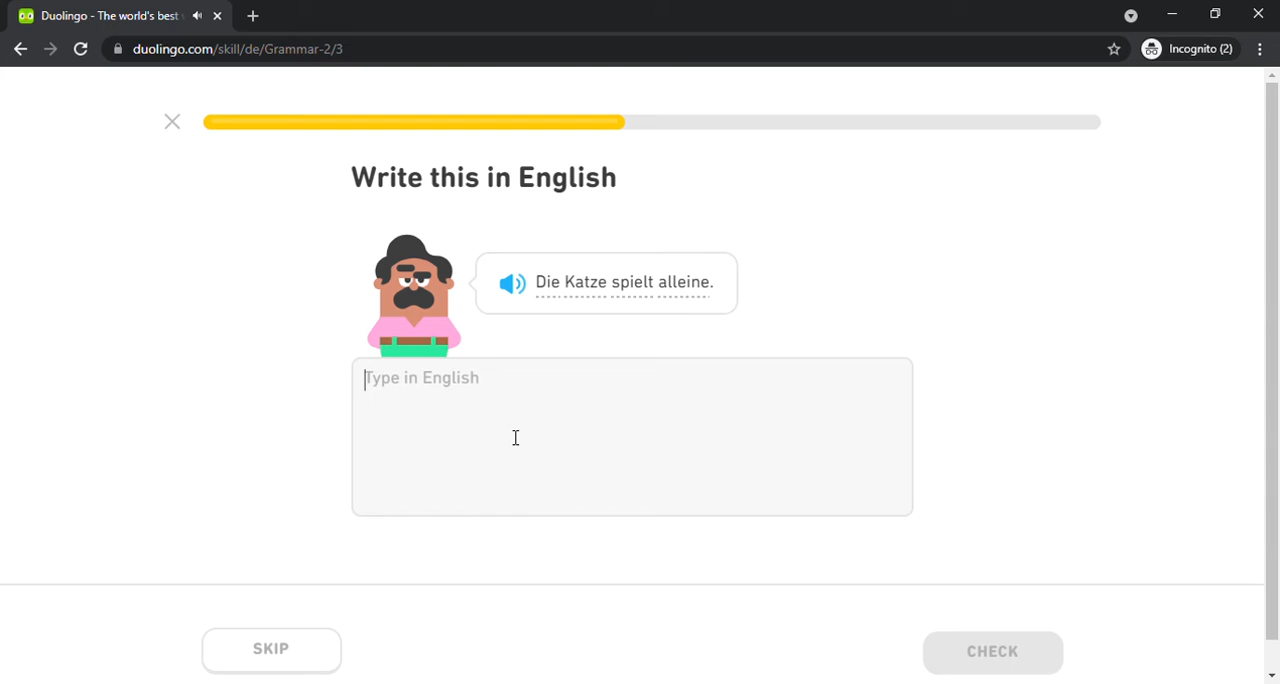 Duolingo - The world's best
duolingo.com/skill/de/Grammar-2/3
Incognito (2)
Write this in English
Die Katze spielt alleine.
Type in English
SKIP
CHECK